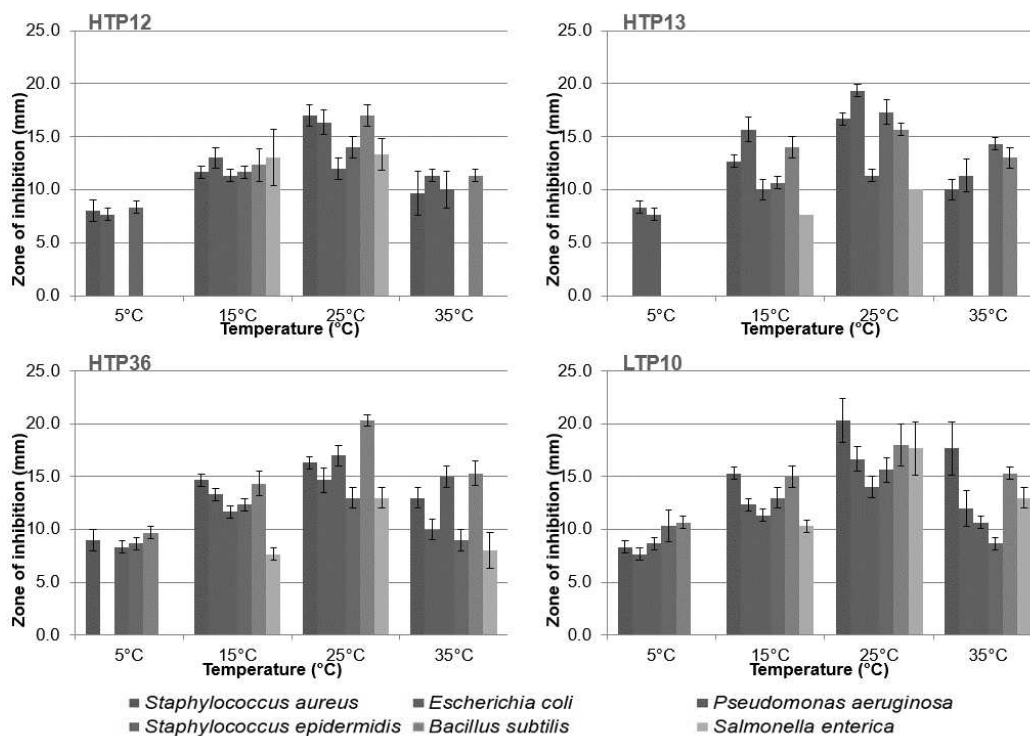 HTP12
Zone of inhibition (mm)
25.0
20.0
15.0
10.0
5.0
0.0
5°C 15°C 25°C 35°C
Temperature (°C)
HTP13
Zone of inhibition (mm)
25.0
20.0
15.0
10.0
5.0
0.0
5°C 15°C 25°C 35°C
Temperature (°C)
HTP36
Zone of inhibition (mm)
25.0
20.0
15.0
10.0
5.0
0.0
5°C 15°C 25°C 35°C
Temperature (°C)
LTP10
Zone of inhibition (mm)
25.0
20.0
15.0
10.0
5.0
0.0
5°C 15°C 25°C 35°C
Temperature (°C)
Staphylococcus aureus Escherichia coli Pseudomonas aeruginosa
Staphylococcus epidermidis Bacillus subtilis Salmonella enterica